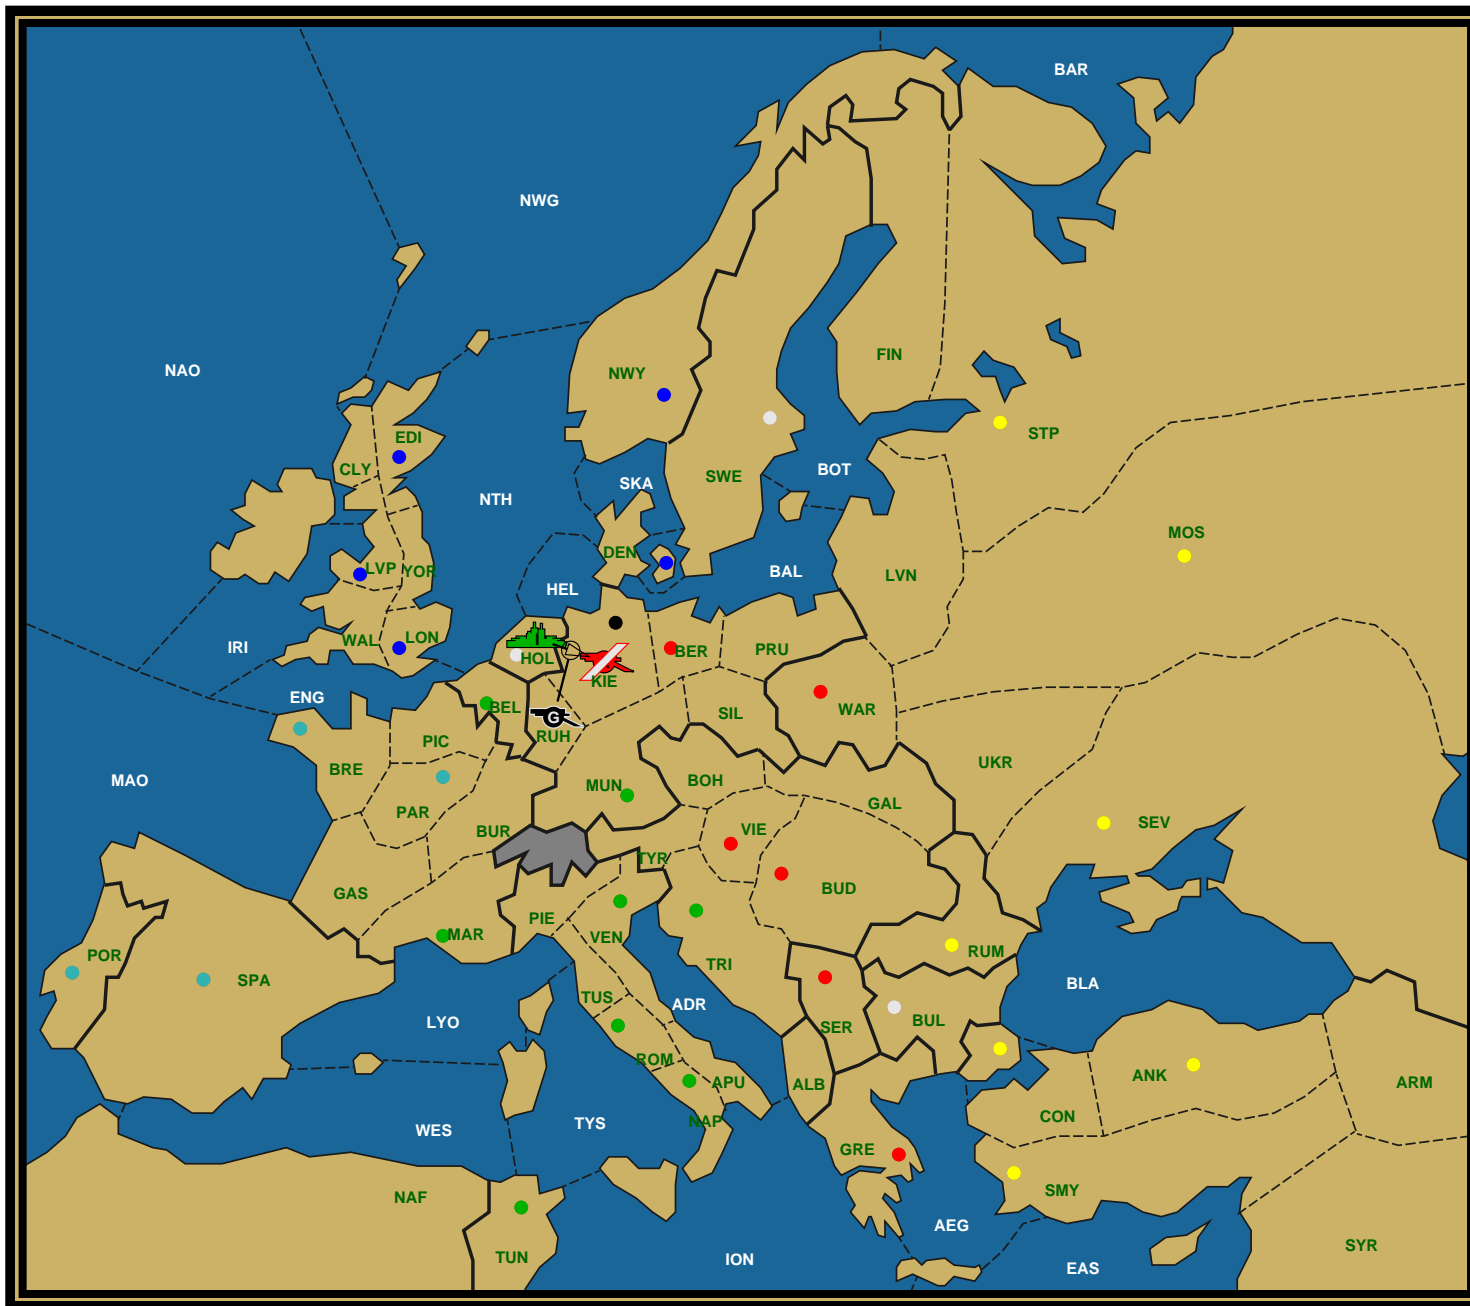 BAR
NWG
NAO
FIN
NWY
EDI
STP
CLY
SWE
BOT
SKA
NTH
MOS
DEN
LVP
YOR
BAL
LVN
HEL
IRI
WAL
LON
HOL
BER
PRU
KIE
ENG
BEL
WAR
SIL
G
RUH
PIC
UKR
BRE
MAO
MUN
BOH
GAL
PAR
SEV
BUR
VIE
TYR
BUD
GAS
PIE
MAR
VEN
POR
RUM
TRI
SPA
BLA
TUS
ADR
LYO
BUL
SER
ROM
ANK
APU
ALB
ARM
CON
NAP
TYS
WES
GRE
SMY
NAF
AEG
SYR
TUN
ION
EAS